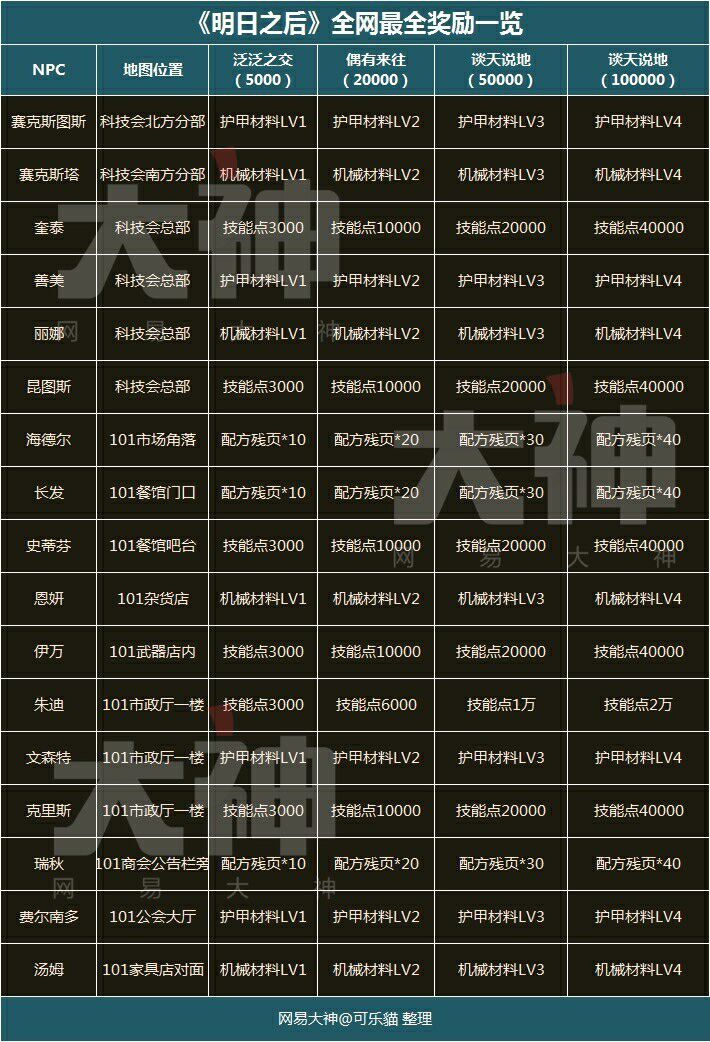 《明日之后》全网最全奖励一览
NPC 地图位置 泛泛之交（5000） 偶有来往（20000） 谈天说地（50000） 谈天说地（100000）
赛克斯图斯 科技会北方分部 护甲材料LV1 护甲材料LV2 护甲材料LV3 护甲材料LV4
赛克斯塔 科技会南方分部 机械材料LV1 机械材料LV2 机械材料LV3 机械材料LV4
奎泰 科技会总部 技能点3000 技能点10000 技能点20000 技能点40000
善美 科技会总部 护甲材料LV1 护甲材料LV2 护甲材料LV3 护甲材料LV4
丽娜 科技会总部 机械材料LV1 机械材料LV2 机械材料LV3 机械材料LV4
昆图斯 科技会总部 技能点3000 技能点10000 技能点20000 技能点40000
海德尔 101市场角落 配方残页*10 配方残页*20 配方残页*30 配方残页*40
长发 101餐馆门口 配方残页*10 配方残页*20 配方残页*30 配方残页*40
史蒂芬 101餐馆吧台 技能点3000 技能点10000 技能点20000 技能点40000
恩妍 101杂货店 机械材料LV1 机械材料LV2 机械材料LV3 机械材料LV4
伊万 101武器店内 技能点3000 技能点10000 技能点20000 技能点40000
朱迪 101市政厅一楼 技能点3000 技能点6000 技能点1万 技能点2万
文森特 101市政厅一楼 护甲材料LV1 护甲材料LV2 护甲材料LV3 护甲材料LV4
克里斯 101市政厅一楼 技能点3000 技能点10000 技能点20000 技能点40000
瑞秋 101商会公告栏旁 配方残页*10 配方残页*20 配方残页*30 配方残页*40
费尔南多 101公会大厅 护甲材料LV1 护甲材料LV2 护甲材料LV3 护甲材料LV4
汤姆 101家具店对面 机械材料LV1 机械材料LV2 机械材料LV3 机械材料LV4
网易大神@可乐貓 整理
大神
网易大神
大神
网易大神
大神
网易大神